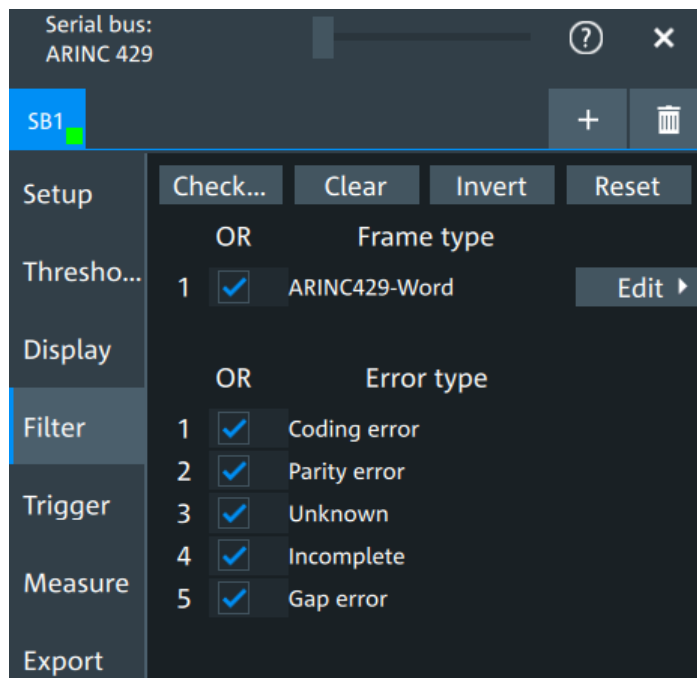 Serial bus:
ARINC 429
?
SB1
+
Setup
Thresho...
Display
Filter
Trigger
Measure
Export
Check... Clear Invert Reset
OR Frame type
1 ARINC429-Word Edit
OR Error type
1 Coding error
2 Parity error
3 Unknown
4 Incomplete
5 Gap error